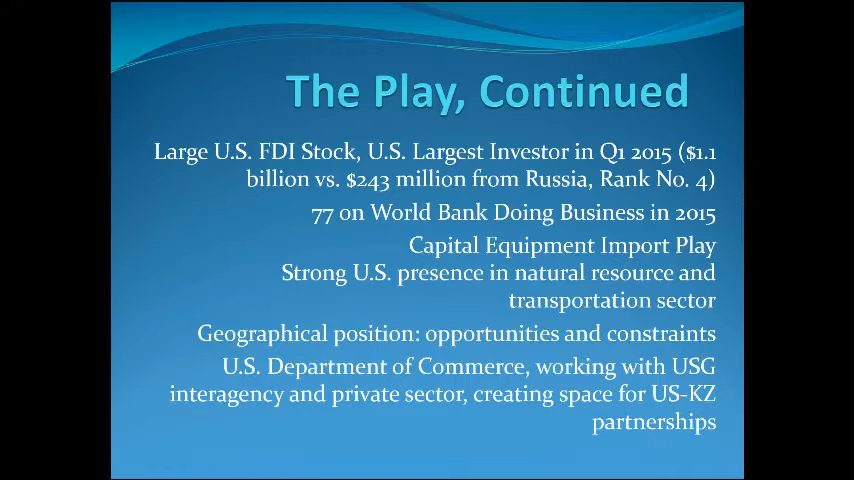 The Play, Continued
Large U.S. FDI Stock, U.S. Largest Investor in Q1 2015 ($1.1
billion vs. $243 million from Russia, Rank No. 4)
77 on World Bank Doing Business in 2015
Capital Equipment Import Play
Strong U.S. presence in natural resource and
transportation sector
Geographical position: opportunities and constraints
U.S. Department of Commerce, working with USG
interagency and private sector, creating space for US-KZ
partnerships